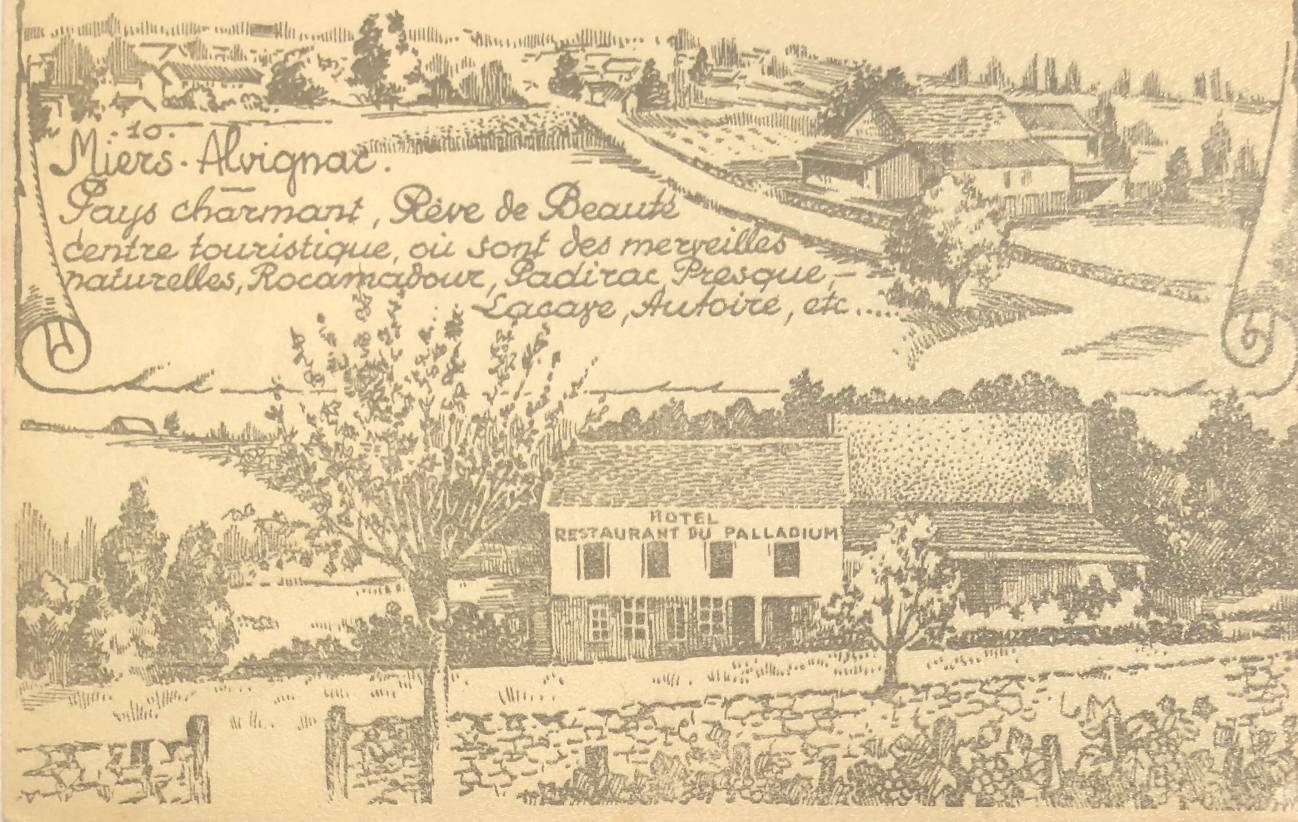 10.
Miers-Alvignac.
Pays charmant, Rêve de Beauté
centre touristique, où sont des merveilles
naturelles, Rocamadour, Padirac Presque,-
Lacave, Autoire, etc....
HOTEL
RESTAURANT DU PALLADIUM